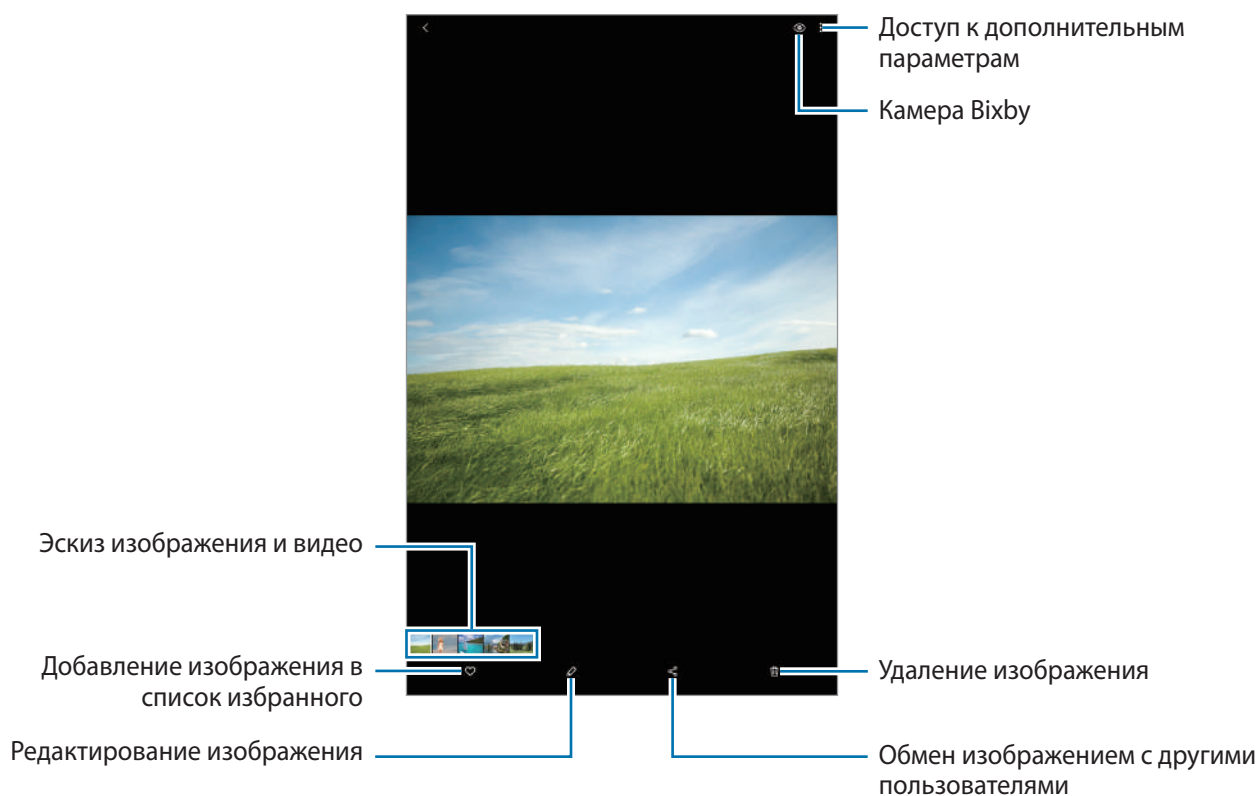 Доступ к дополнительным
параметрам
Камера Bixby
Эскиз изображения и видео
Добавление изображения в
список избранного
Редактирование изображения
Удаление изображения
Обмен изображением с другими
пользователями